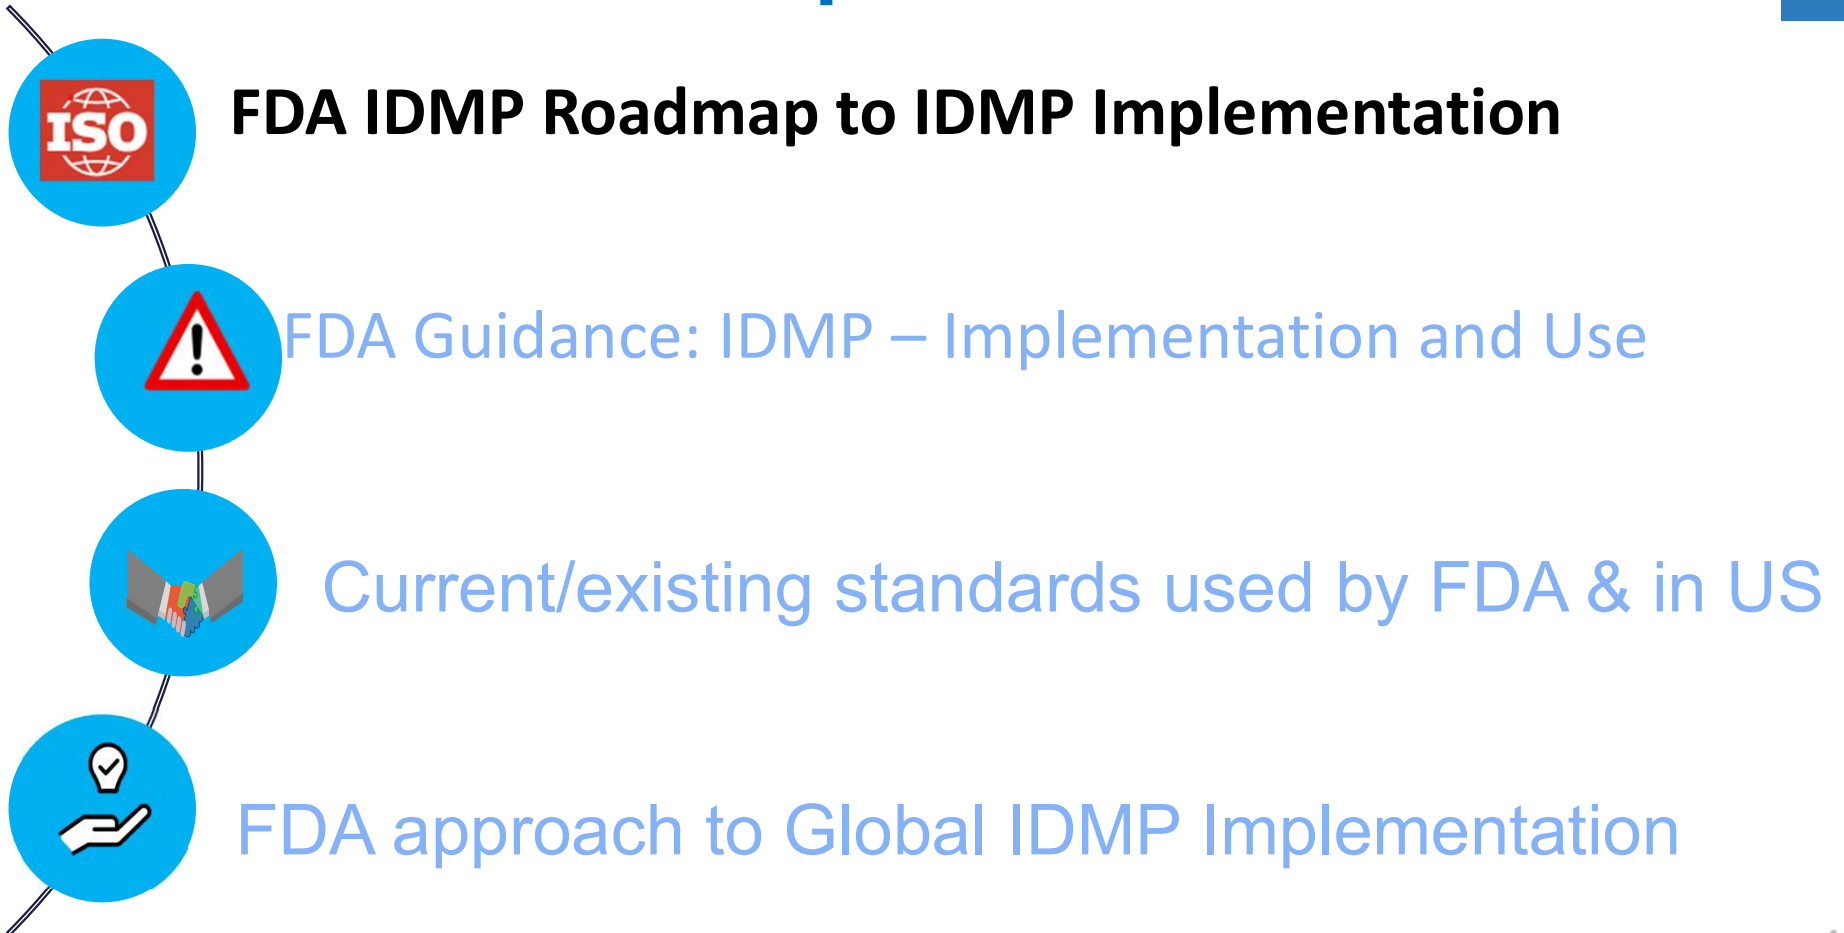 ISO
FDA IDMP Roadmap to IDMP Implementation
FDA Guidance: IDMP – Implementation and Use
Current/existing standards used by FDA & in US
FDA approach to Global IDMP Implementation